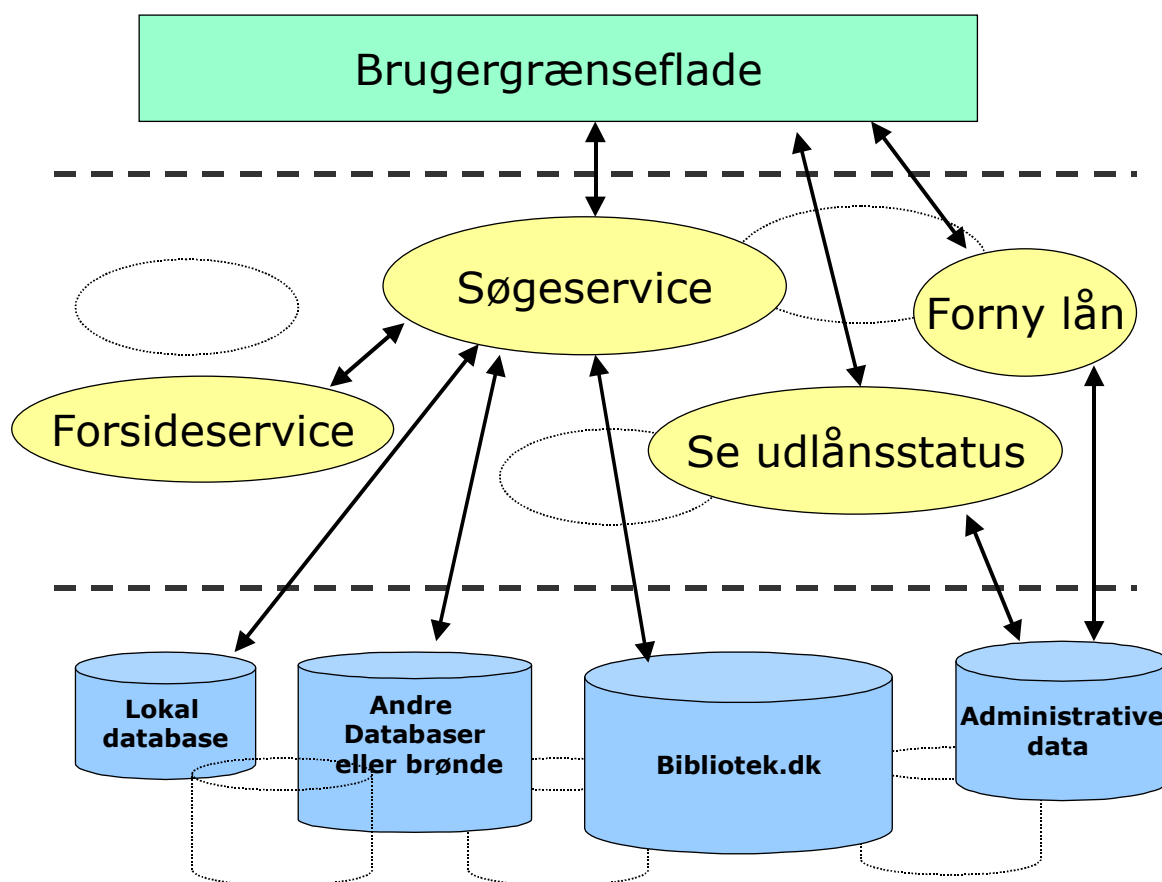 Brugergrænseflade
Søgeservice
Forny lån
Forsideservice
Se udlånsstatus
Lokal
database
Andre
Databaser
eller brønde
Bibliotek.dk
Administrative
data